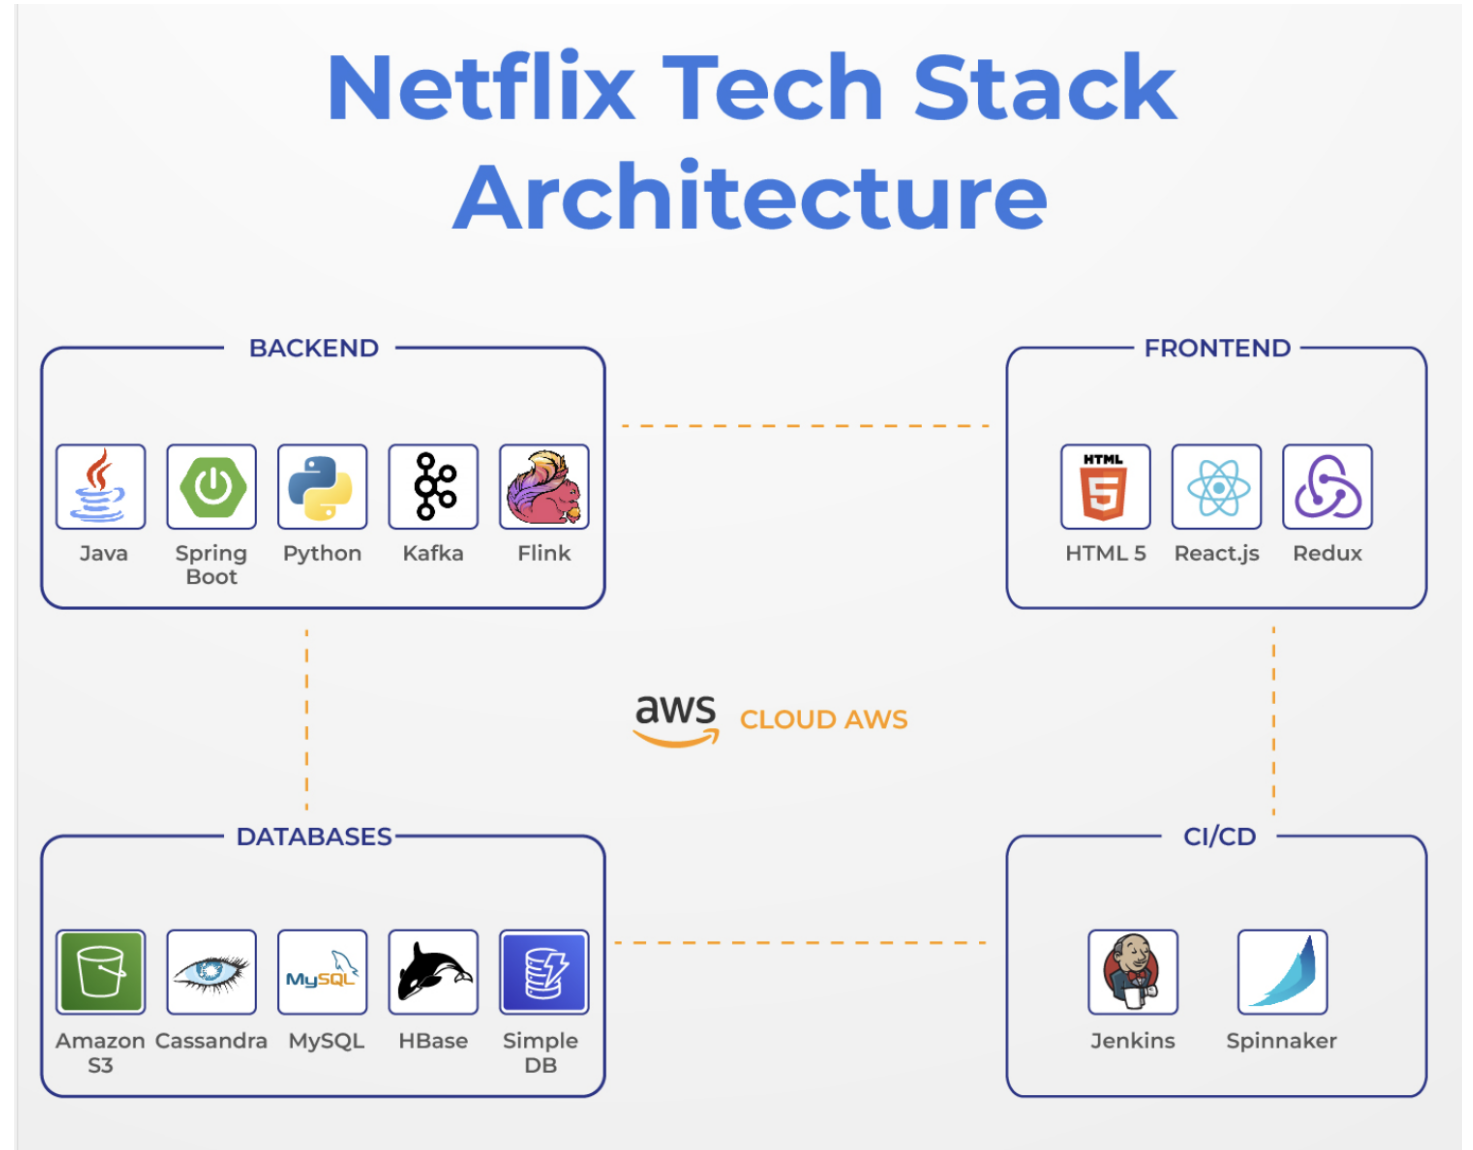 Netflix Tech Stack
Architecture
BACKEND
Java
Spring
Boot
Python
Kafka
Flink
FRONTEND
HTML
5
HTML 5
React.js
Redux
aws
CLOUD AWS
DATABASES
MySQL
Amazon
S3
Cassandra
MySQL
HBase
Simple
DB
CI/CD
Jenkins
Spinnaker